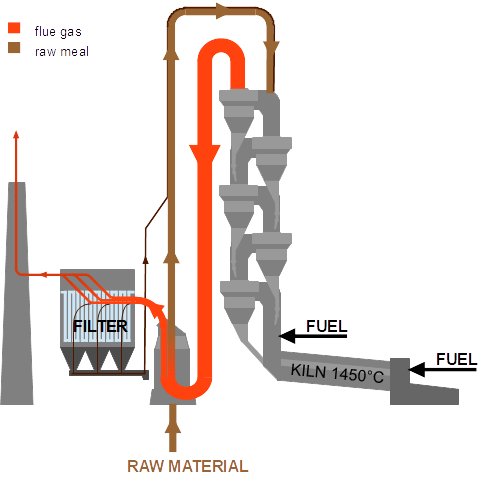 flue gas
raw meal
FILTER
FUEL
FUEL
KILN 1450°C
RAW MATERIAL